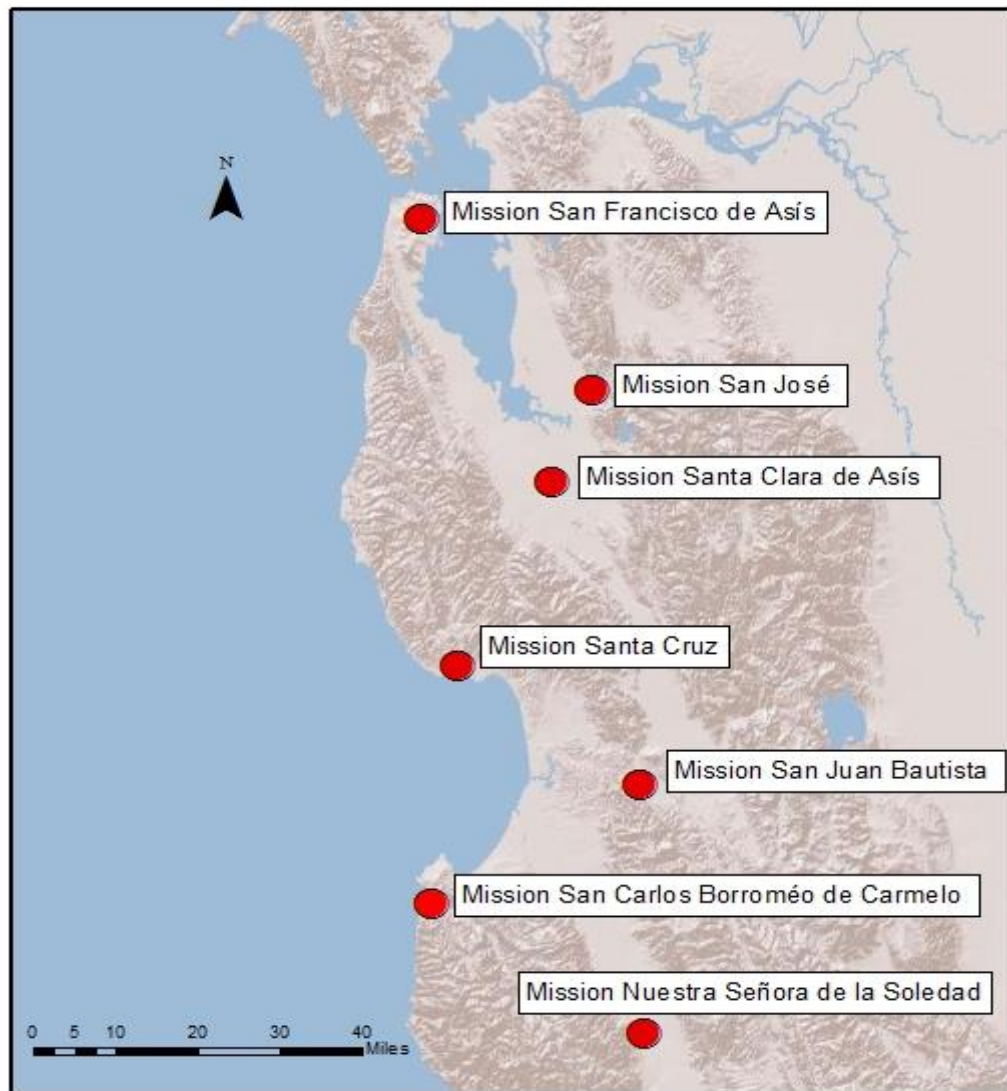 N
Mission San Francisco de Asís
Mission San José
Mission Santa Clara de Asís
Mission Santa Cruz
Mission San Juan Bautista
Mission San Carlos Borroméo de Carmelo
Mission Nuestra Señora de la Soledad
0 5 10 20 30 40
Miles